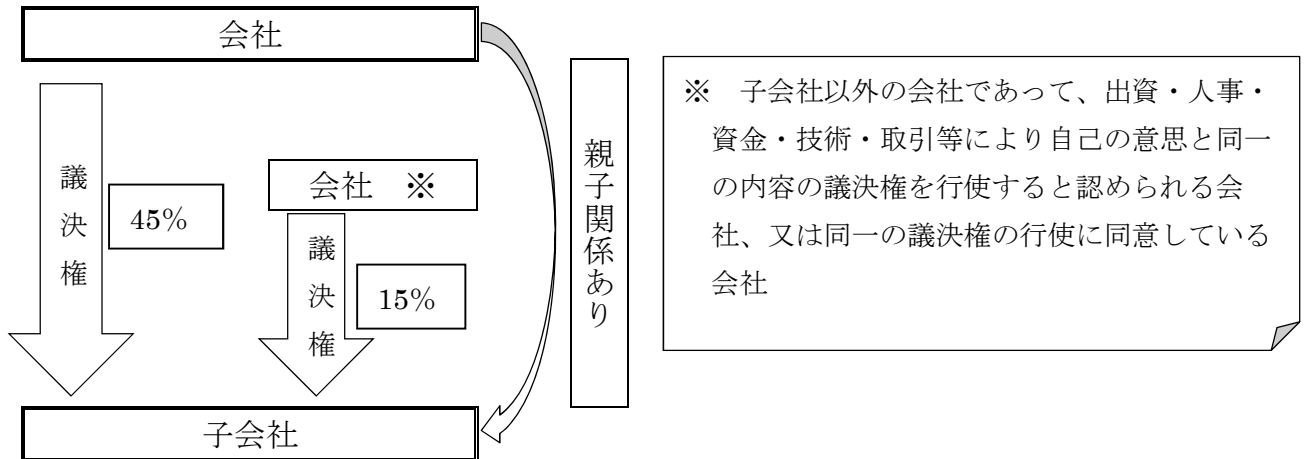 会社
議決権
45%
会社　※
議決権
15%
子会社
親子関係あり
※　子会社以外の会社であって、出資・人事・
資金・技術・取引等により自己の意思と同一
の内容の議決権を行使すると認められる会
社、又は同一の議決権の行使に同意している
会社